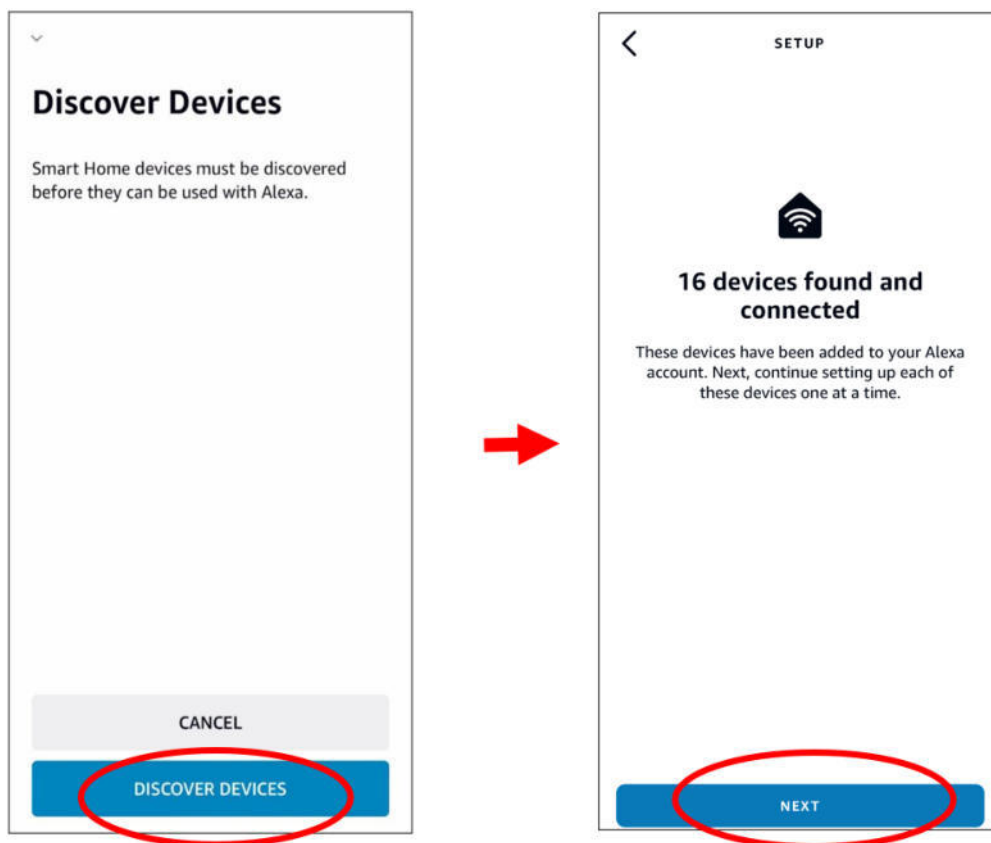 Discover Devices
Smart Home devices must be discovered
before they can be used with Alexa.
CANCEL
DISCOVER DEVICES
SETUP
16 devices found and
connected
These devices have been added to your Alexa
account. Next, continue setting up each of
these devices one at a time.
NEXT